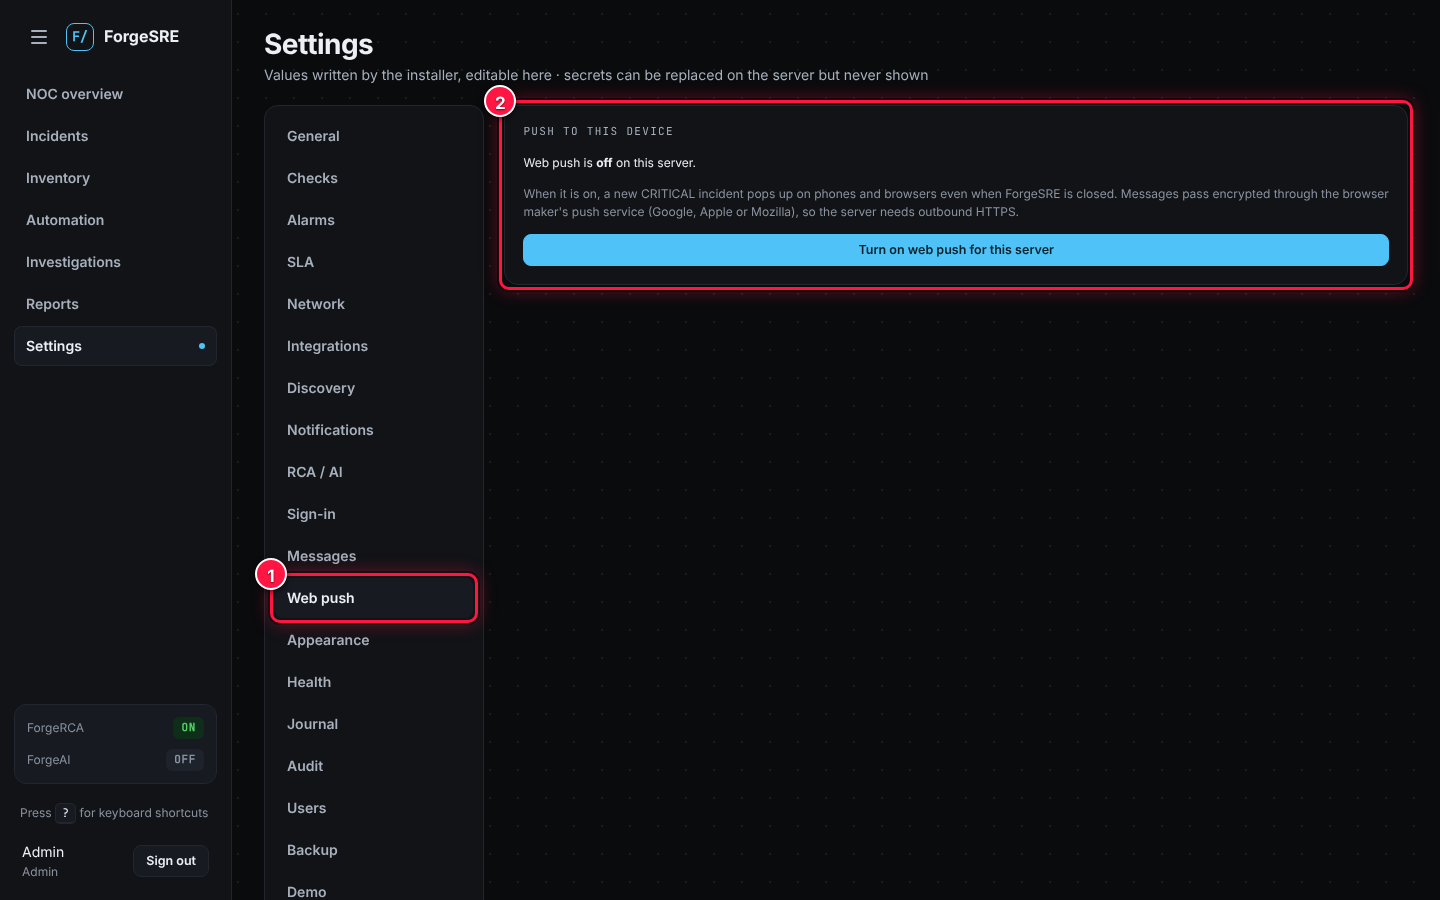 F/ ForgeSRE
NOC overview
Incidents
Inventory
Automation
Investigations
Reports
Settings
ForgeRCA ON
ForgeAI OFF
Press ? for keyboard shortcuts
Admin
Admin
Sign out
Settings
Values written by the installer, editable here · secrets can be replaced on the server but never shown
General
Checks
Alarms
SLA
Network
Integrations
Discovery
Notifications
RCA / AI
Sign-in
Messages
1
Web push
Appearance
Health
Journal
Audit
Users
Backup
Demo
2
PUSH TO THIS DEVICE
Web push is off on this server.
When it is on, a new CRITICAL incident pops up on phones and browsers even when ForgeSRE is closed. Messages pass encrypted through the browser
maker's push service (Google, Apple or Mozilla), so the server needs outbound HTTPS.
Turn on web push for this server